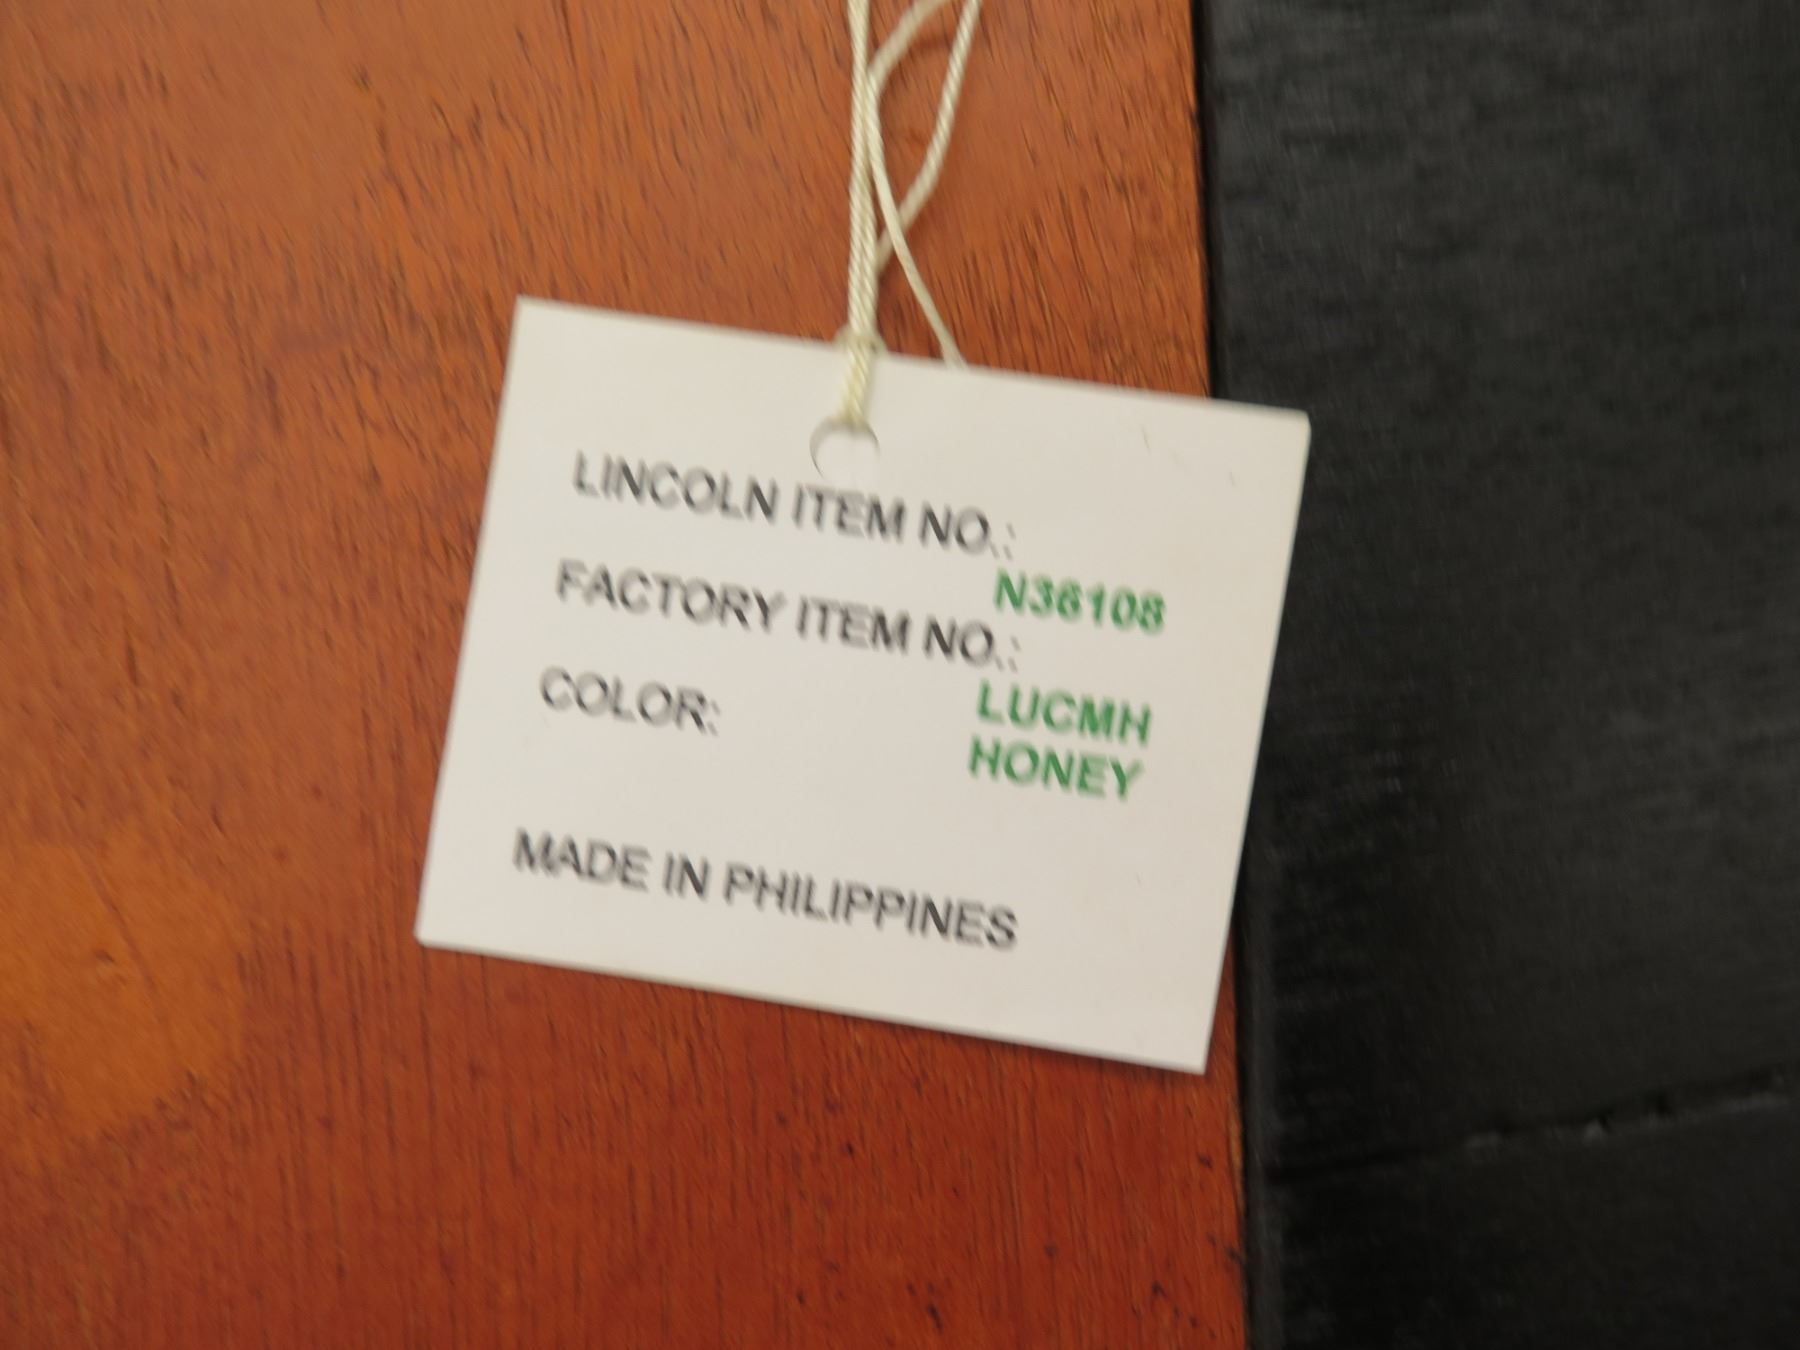 LINCOLN ITEM NO.:
N36108
FACTORY ITEM NO.:
LUCMH
COLOR:
HONEY
MADE IN PHILIPPINES